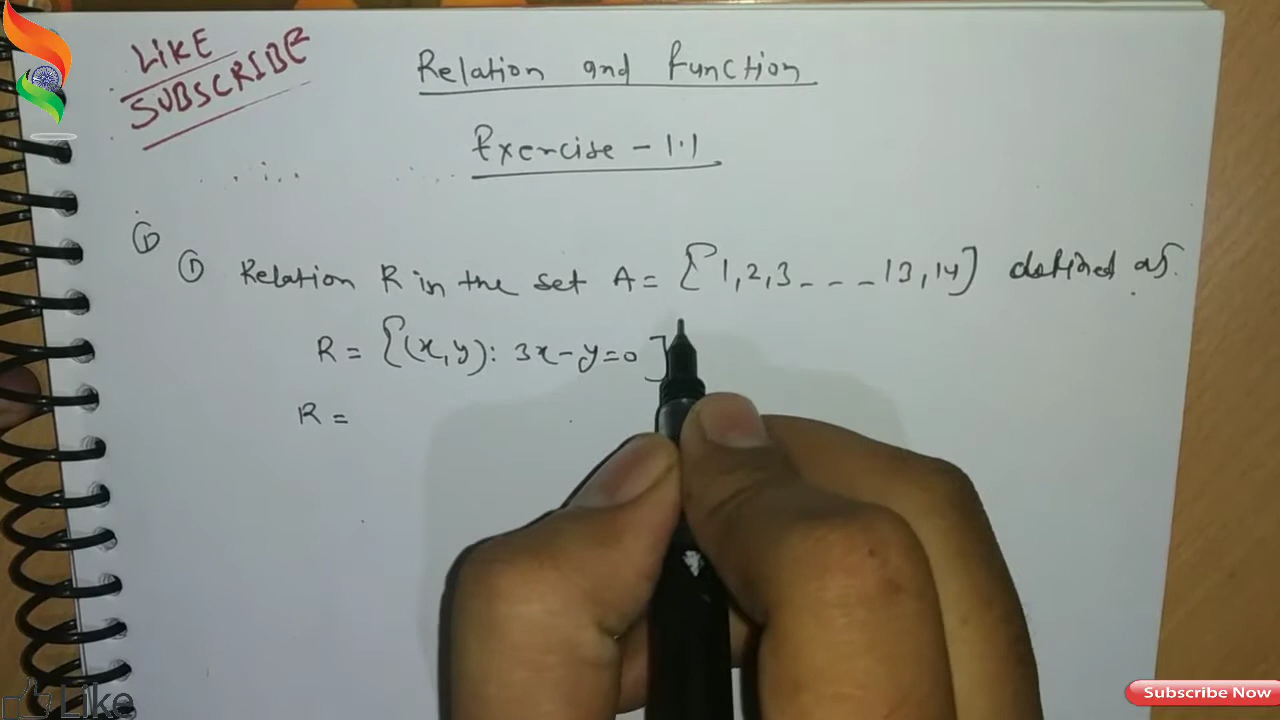 LIKE
SUBSCRIBE
Relation and Function
Exercise - 1.1
① Relation R in the set A = {1,2,3 - - - 13,14} defined as.
R = {(x,y): 3x-y=0}
R =
Like
Subscribe Now